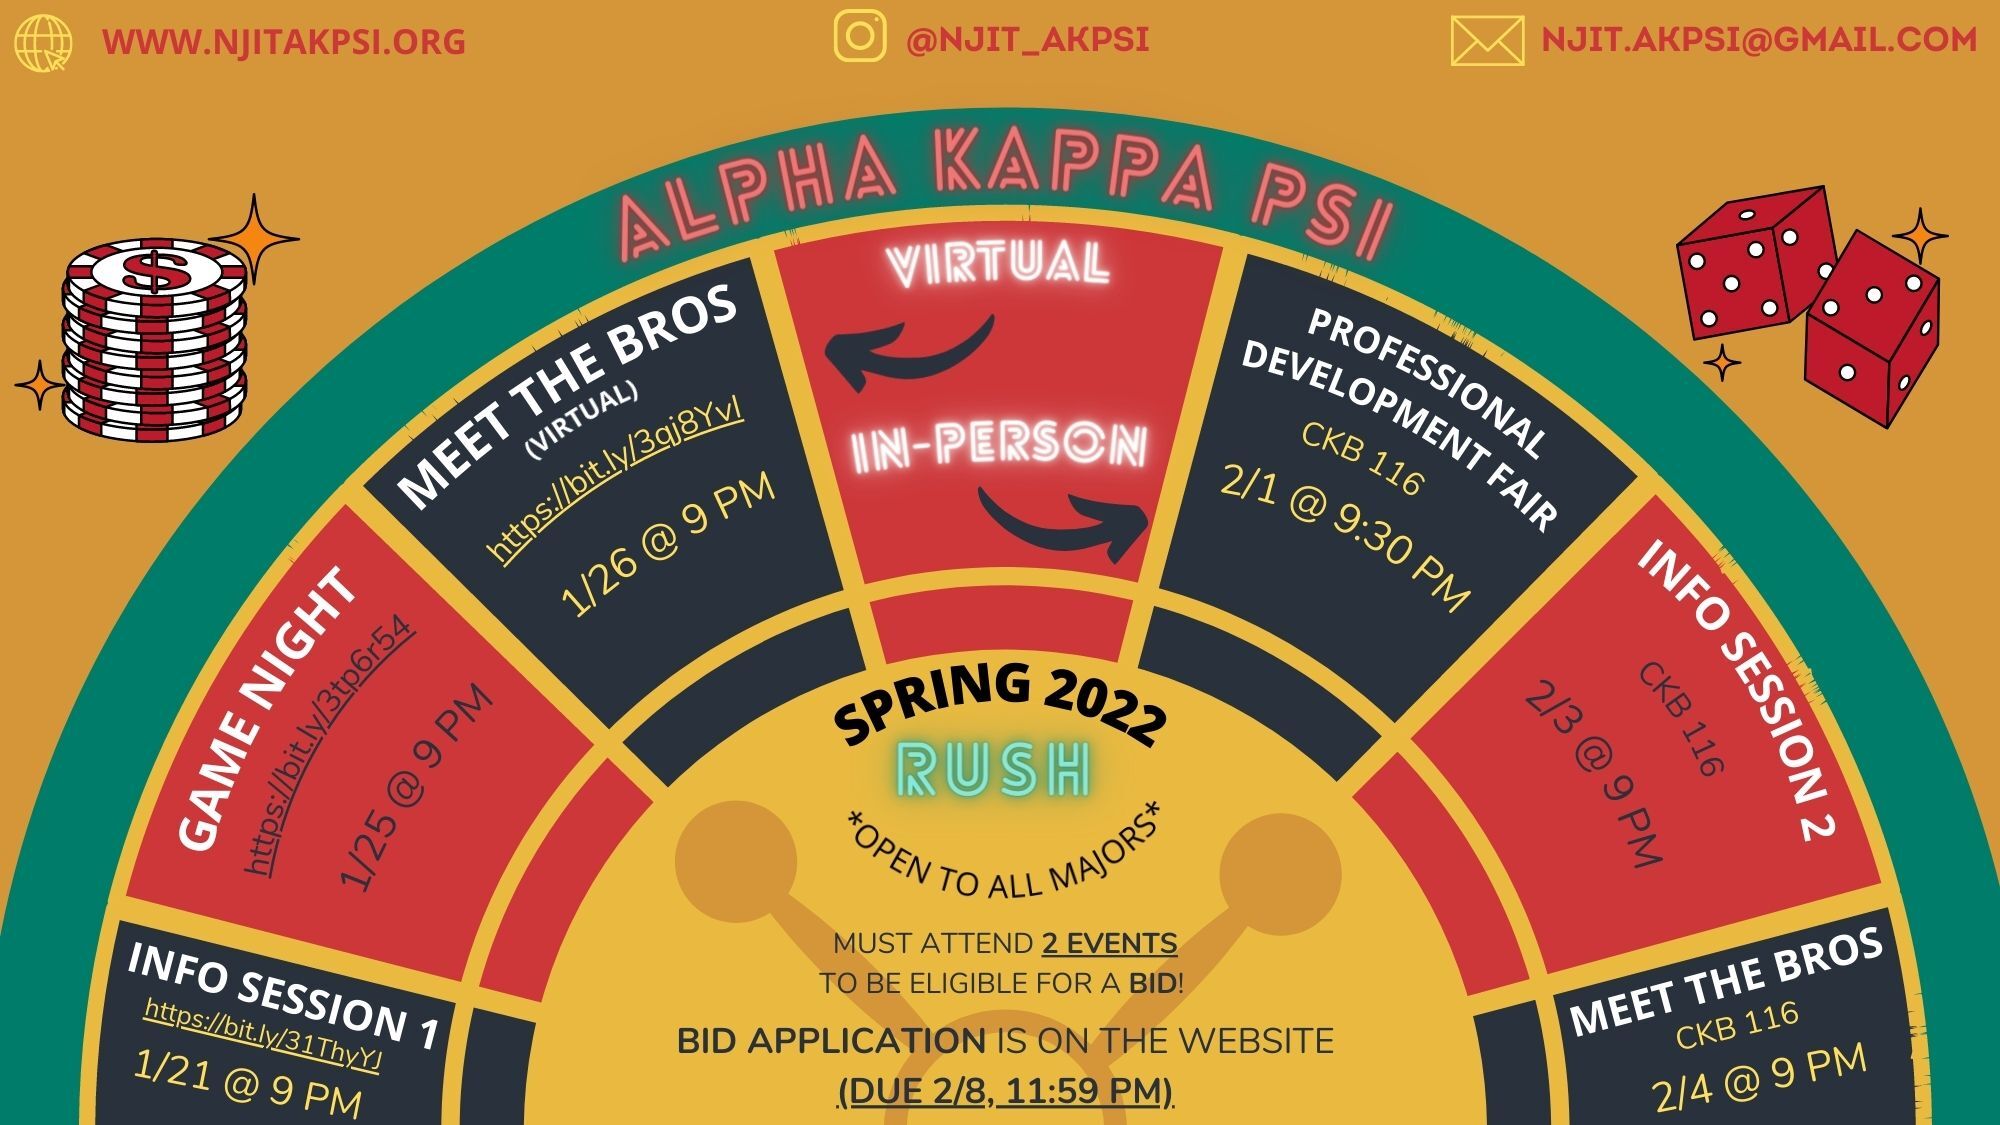 WWW.NJITAKPSI.ORG
@NJIT_AKPSI
NJIT.AKPSI@GMAIL.COM
ALPHA KAPPA PSI
VIRTUAL
IN-PERSON
INFO SESSION 1
https://bit.ly/31ThyYJ
1/21 @ 9 PM
GAME NIGHT
https://bit.ly/3tp6r54
1/25 @ 9 PM
MEET THE BROS
(VIRTUAL)
https://bit.ly/3qj8YvI
1/26 @ 9 PM
PROFESSIONAL
DEVELOPMENT FAIR
CKB 116
2/1 @ 9:30 PM
INFO SESSION 2
CKB 116
2/3 @ 9 PM
MEET THE BROS
CKB 116
2/4 @ 9 PM
SPRING 2022
RUSH
*OPEN TO ALL MAJORS*
MUST ATTEND 2 EVENTS
TO BE ELIGIBLE FOR A BID!
BID APPLICATION IS ON THE WEBSITE
(DUE 2/8, 11:59 PM)
$